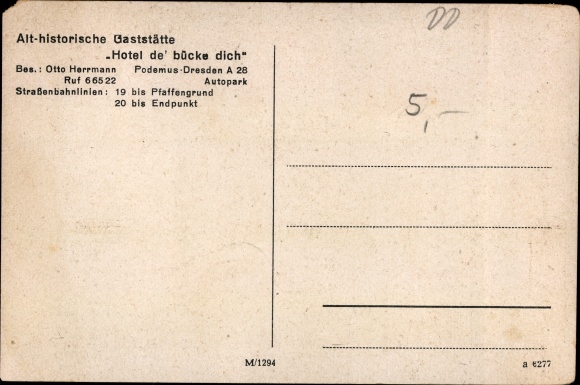 Alt-historische Gaststätte
„Hotel de' bücke dich"
Bes.: Otto Herrmann Podemus-Dresden A 28
Ruf 66522 Autopark
Straßenbahnlinien: 19 bis Pfaffengrund
20 bis Endpunkt
DD
5,—
M/1294
a 6277